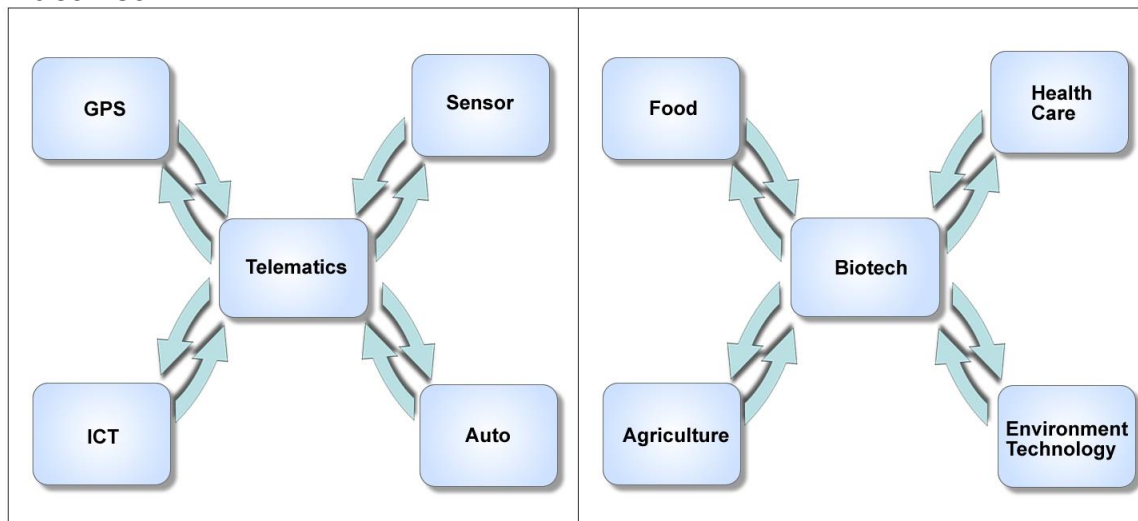 GPS
Sensor
Telematics
ICT
Auto
Food
Health
Care
Biotech
Agriculture
Environment
Technology